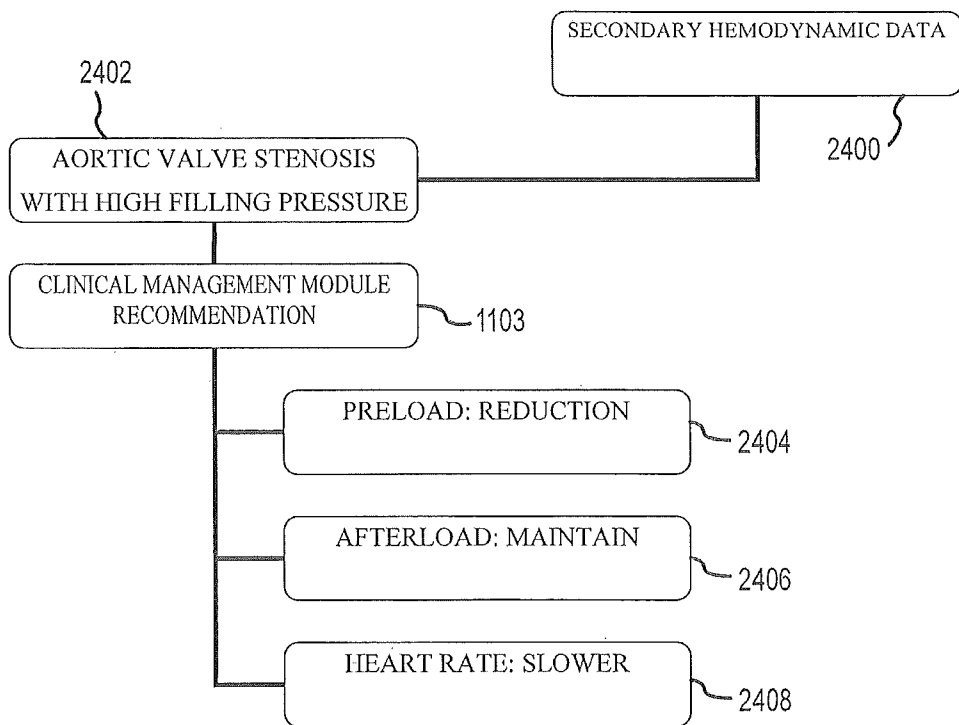 SECONDARY HEMODYNAMIC DATA
2400
2402
AORTIC VALVE STENOSIS
WITH HIGH FILLING PRESSURE
CLINICAL MANAGEMENT MODULE
RECOMMENDATION
1103
PRELOAD: REDUCTION
2404
AFTERLOAD: MAINTAIN
2406
HEART RATE: SLOWER
2408